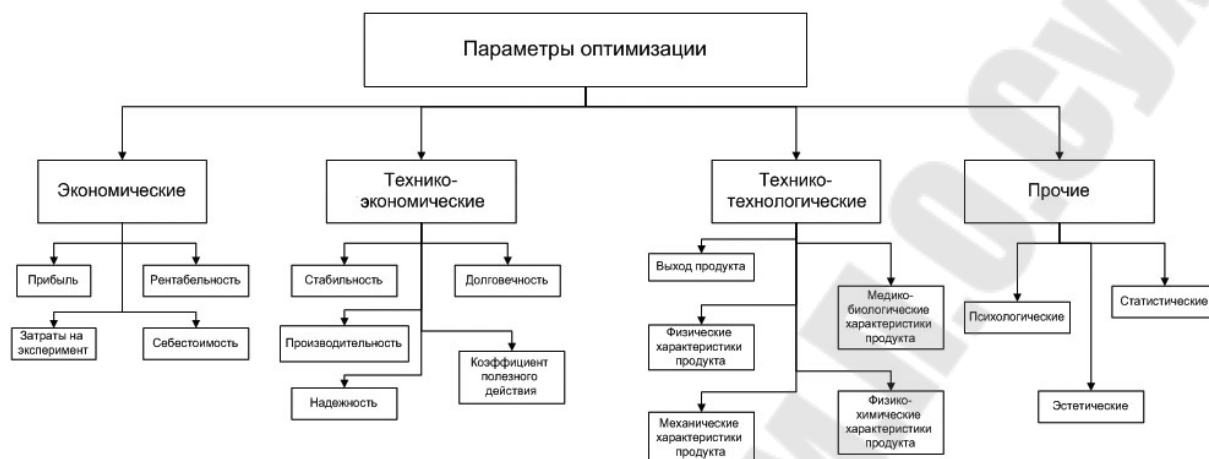 Параметры оптимизации
Экономические
Технико-
экономические
Технико-
технологические
Прочие
Прибыль
Рентабельность
Затраты на
эксперимент
Себестоимость
Стабильность
Долговечность
Производительность
Коэффициент
полезного
действия
Надежность
Выход продукта
Медико-
биологические
характеристики
продукта
Физические
характеристики
продукта
Механические
характеристики
продукта
Физико-
химические
характеристики
продукта
Психологические
Статистические
Эстетические